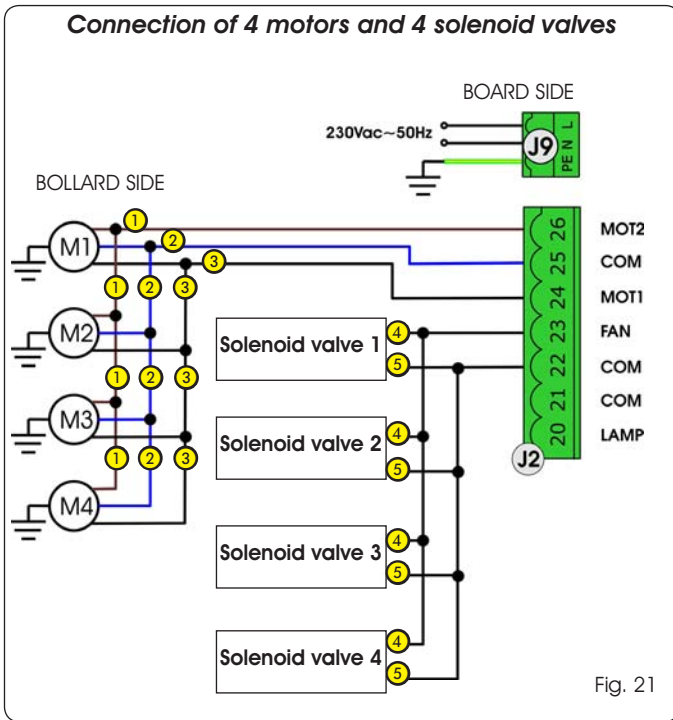 Connection of 4 motors and 4 solenoid valves
BOARD SIDE
230Vac~50Hz
J9
PE N L
BOLLARD SIDE
M1
1
2
3
26 MOT2
25 COM
24 MOT1
1 2 3
M2
Solenoid valve 1
4
5
23 FAN
22 COM
21 COM
20 LAMP
J2
1 2 3
M3
Solenoid valve 2
4
5
1 2 3
M4
Solenoid valve 3
4
5
Solenoid valve 4
4
5
Fig. 21